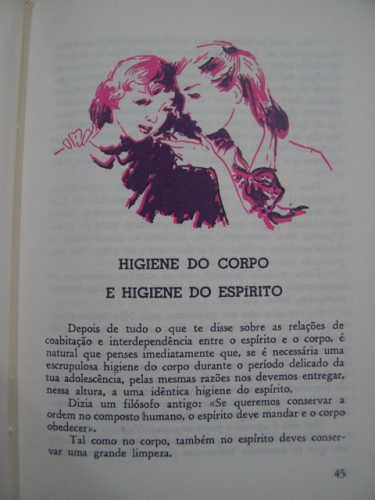 HIGIENE DO CORPO
E HIGIENE DO ESPÍRITO
Depois de tudo o que te disse sobre as relações de
coabitação e interdependência entre o espírito e o corpo, é
natural que penses imediatamente que, se é necessária uma
escrupulosa higiene do corpo durante o período delicado da
tua adolescência, pelas mesmas razões nos devemos entregar,
nessa altura, a uma idêntica higiene do espírito.
Dizia um filósofo antigo: «Se queremos conservar a
ordem no composto humano, o espírito deve mandar e o corpo
obedecer».
Tal como no corpo, também no espírito deves conser-
var uma grande limpeza.
45